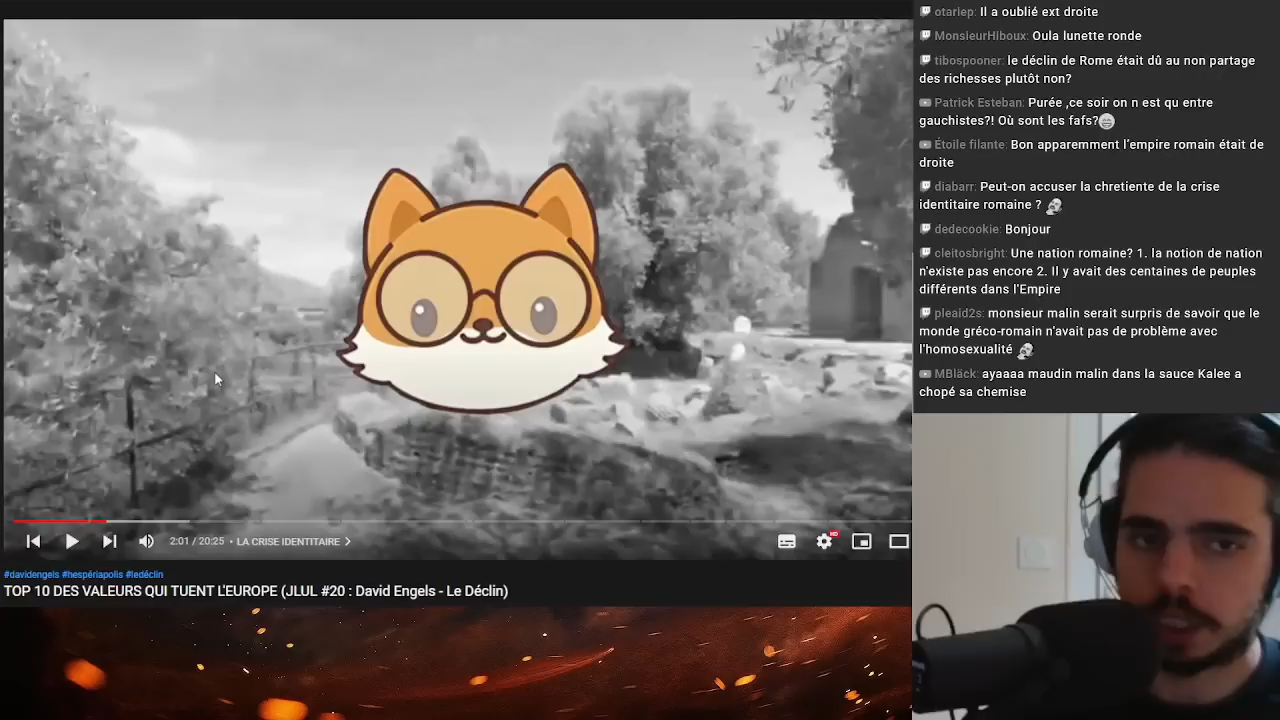 otariep: Il a oublié ext droite
MonsieurHiboux: Oula lunette ronde
tibospooner: le déclin de Rome était dû au non partage
des richesses plutôt non?
Patrick Esteban: Purée ,ce soir on n est qu entre
gauchistes?! Où sont les fafs?
Étoile filante: Bon apparemment l'empire romain était de
droite
diabarr: Peut-on accuser la chretiente de la crise
identitaire romaine ?
dedecookie: Bonjour
cleitosbright: Une nation romaine? 1. la notion de nation
n'existe pas encore 2. Il y avait des centaines de peuples
différents dans l'Empire
pleaid2s: monsieur malin serait surpris de savoir que le
monde gréco-romain n'avait pas de problème avec
l'homosexualité
MBläck: ayaaaa maudin malin dans la sauce Kalee a
chopé sa chemise
2:01 / 20:25 • LA CRISE IDENTITAIRE
HD
#davidengels #hespériapolis #ledéclin
TOP 10 DES VALEURS QUI TUENT L'EUROPE (JLUL #20 : David Engels - Le Déclin)